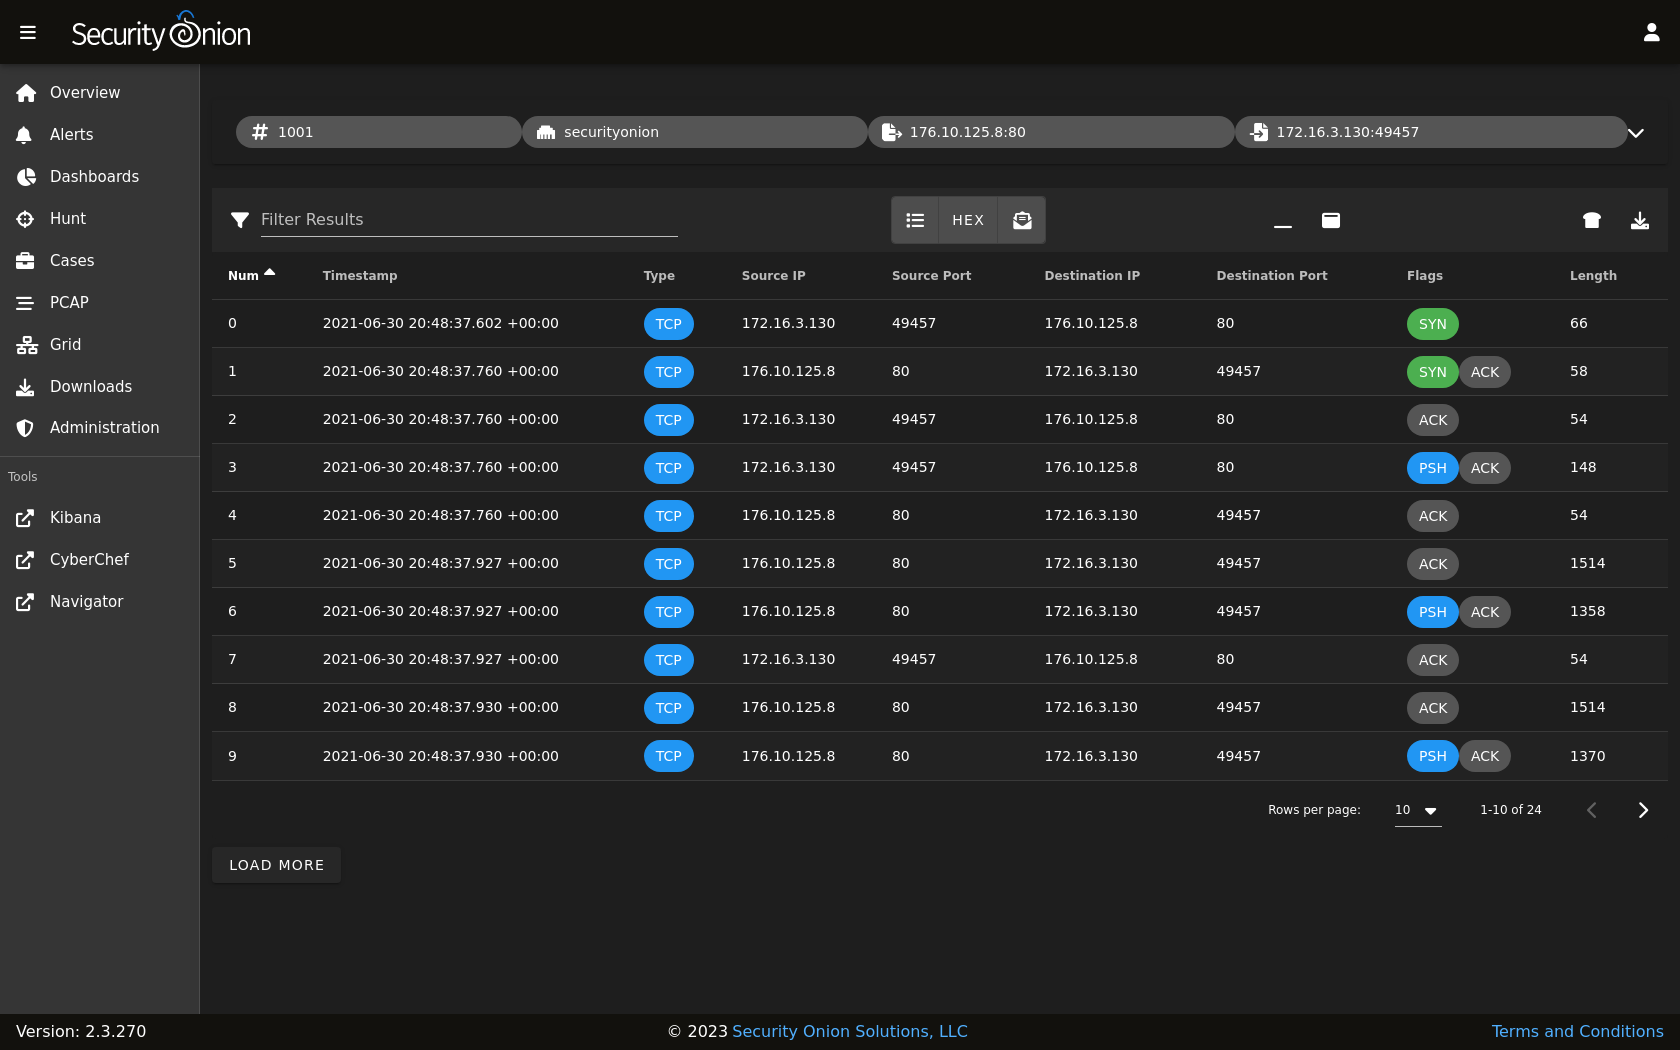 Security Onion
Overview
Alerts
Dashboards
Hunt
Cases
PCAP
Grid
Downloads
Administration
Tools
Kibana
CyberChef
Navigator
1001 securityonion 176.10.125.8:80 172.16.3.130:49457
Filter Results HEX
Num Timestamp Type Source IP Source Port Destination IP Destination Port Flags Length
0 2021-06-30 20:48:37.602 +00:00 TCP 172.16.3.130 49457 176.10.125.8 80 SYN 66
1 2021-06-30 20:48:37.760 +00:00 TCP 176.10.125.8 80 172.16.3.130 49457 SYN ACK 58
2 2021-06-30 20:48:37.760 +00:00 TCP 172.16.3.130 49457 176.10.125.8 80 ACK 54
3 2021-06-30 20:48:37.760 +00:00 TCP 172.16.3.130 49457 176.10.125.8 80 PSH ACK 148
4 2021-06-30 20:48:37.760 +00:00 TCP 176.10.125.8 80 172.16.3.130 49457 ACK 54
5 2021-06-30 20:48:37.927 +00:00 TCP 176.10.125.8 80 172.16.3.130 49457 ACK 1514
6 2021-06-30 20:48:37.927 +00:00 TCP 176.10.125.8 80 172.16.3.130 49457 PSH ACK 1358
7 2021-06-30 20:48:37.927 +00:00 TCP 172.16.3.130 49457 176.10.125.8 80 ACK 54
8 2021-06-30 20:48:37.930 +00:00 TCP 176.10.125.8 80 172.16.3.130 49457 ACK 1514
9 2021-06-30 20:48:37.930 +00:00 TCP 176.10.125.8 80 172.16.3.130 49457 PSH ACK 1370
Rows per page: 10 1-10 of 24
LOAD MORE
Version: 2.3.270 © 2023 Security Onion Solutions, LLC Terms and Conditions